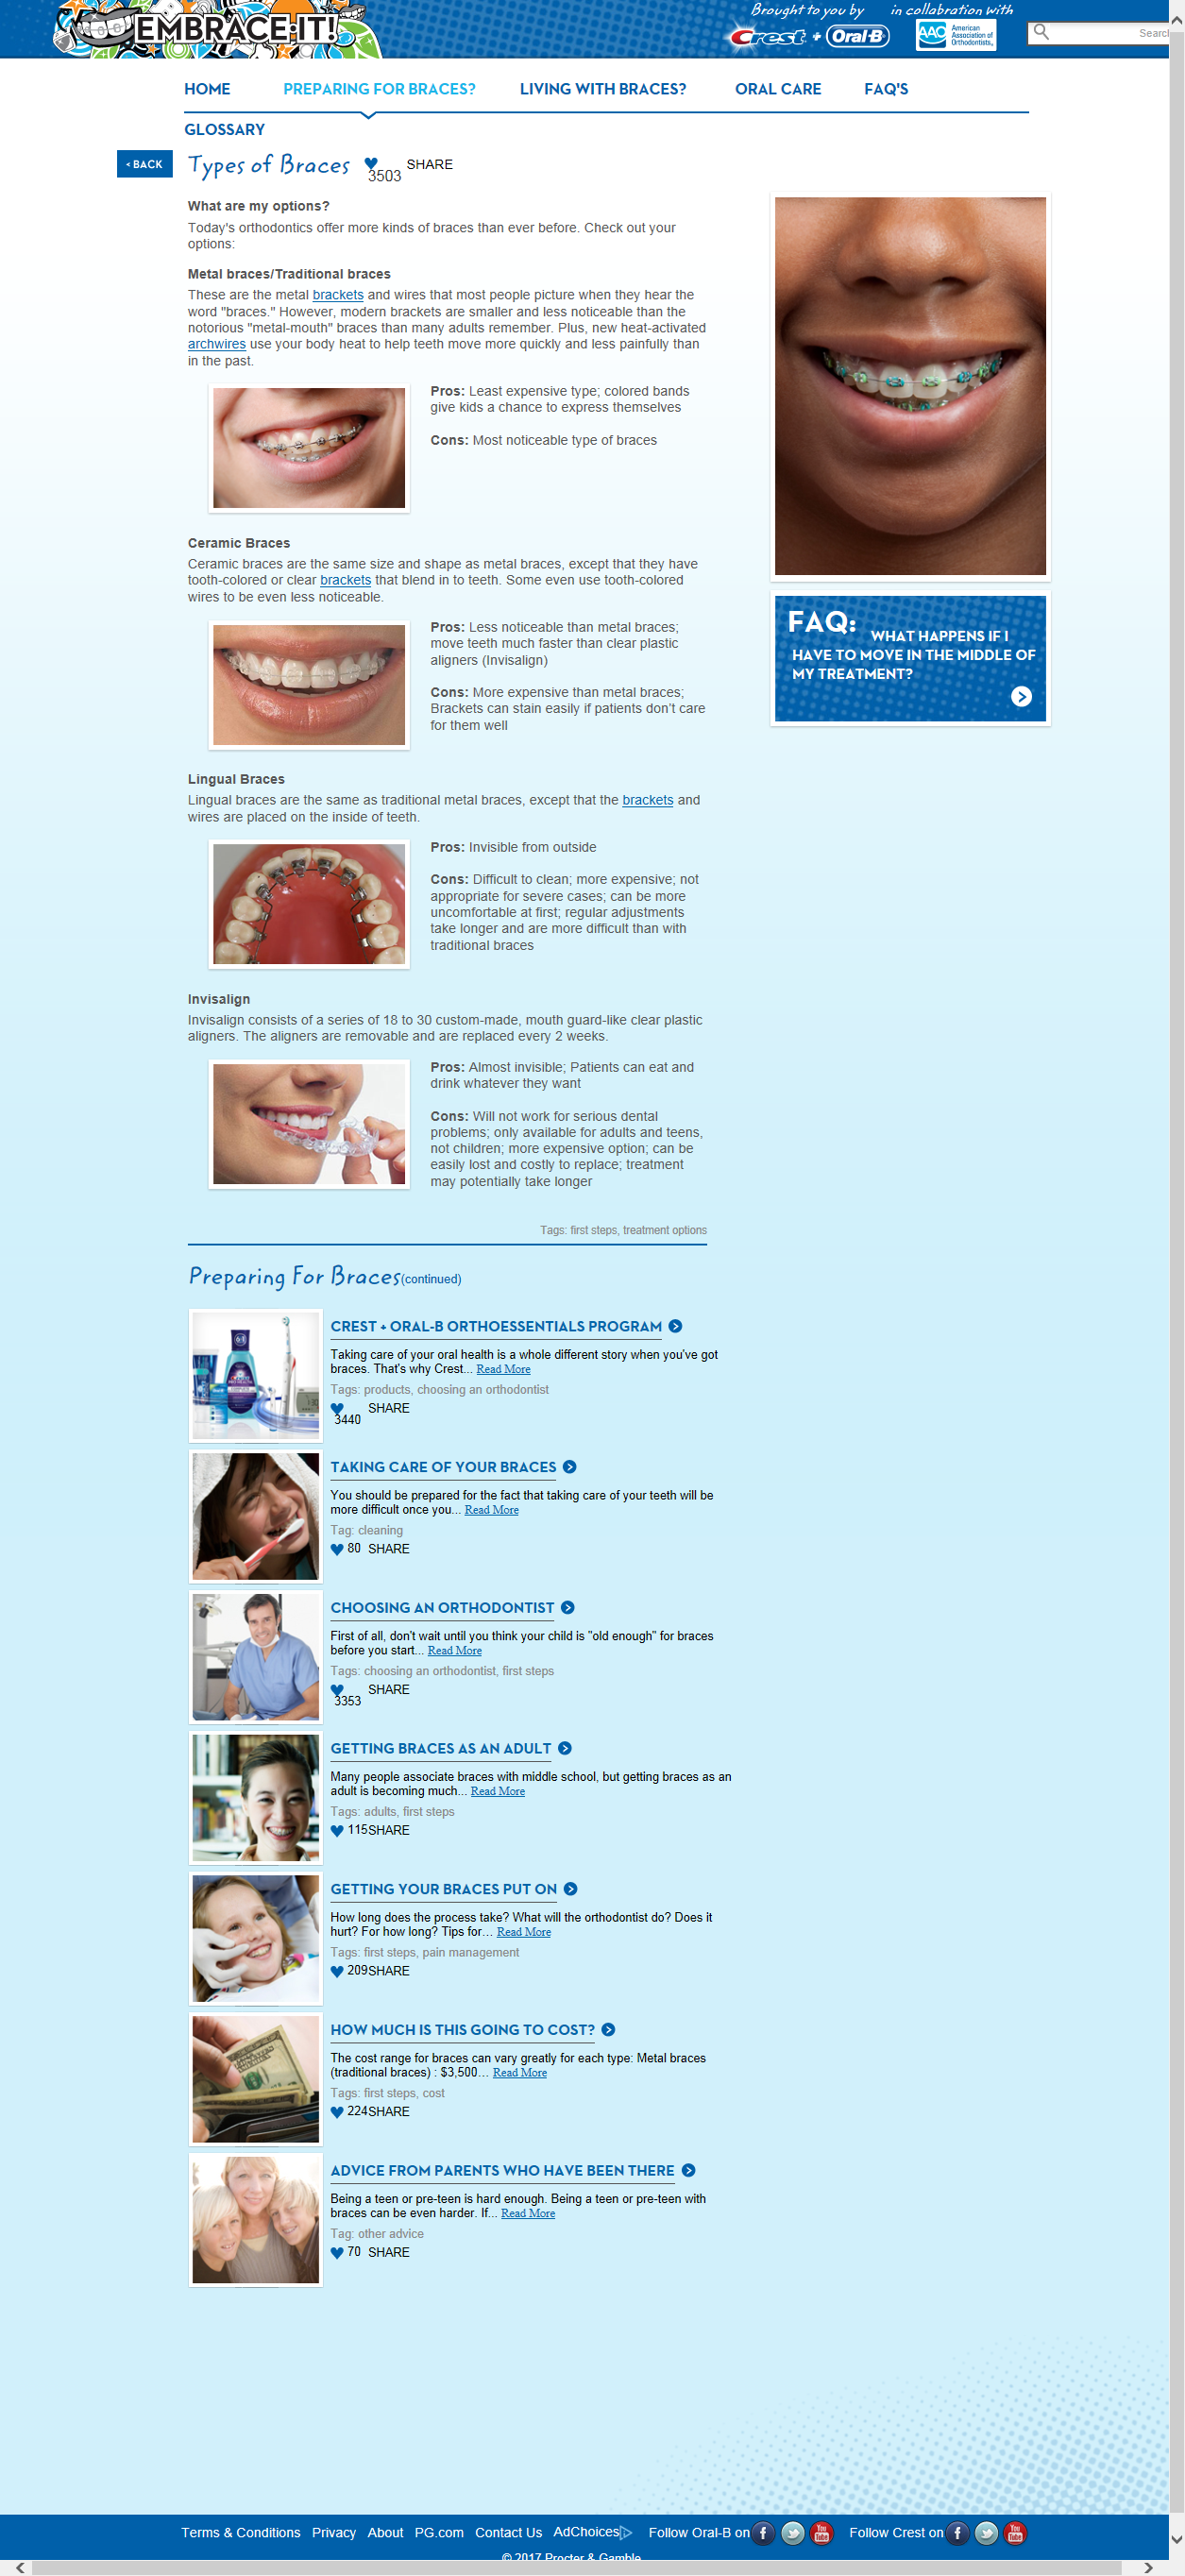 EMBRACE IT!
Brought to you by in collabration with
Crest + Oral-B
AAO American Association of Orthodontists
Search
HOME PREPARING FOR BRACES? LIVING WITH BRACES? ORAL CARE FAQ'S
GLOSSARY
< BACK
Types of Braces
3503
SHARE
What are my options?
Today's orthodontics offer more kinds of braces than ever before. Check out your
options:
Metal braces/Traditional braces
These are the metal brackets and wires that most people picture when they hear the
word "braces." However, modern brackets are smaller and less noticeable than the
notorious "metal-mouth" braces than many adults remember. Plus, new heat-activated
archwires use your body heat to help teeth move more quickly and less painfully than
in the past.
Pros: Least expensive type; colored bands
give kids a chance to express themselves
Cons: Most noticeable type of braces
Ceramic Braces
Ceramic braces are the same size and shape as metal braces, except that they have
tooth-colored or clear brackets that blend in to teeth. Some even use tooth-colored
wires to be even less noticeable.
Pros: Less noticeable than metal braces;
move teeth much faster than clear plastic
aligners (Invisalign)
Cons: More expensive than metal braces;
Brackets can stain easily if patients don't care
for them well
Lingual Braces
Lingual braces are the same as traditional metal braces, except that the brackets and
wires are placed on the inside of teeth.
Pros: Invisible from outside
Cons: Difficult to clean; more expensive; not
appropriate for severe cases; can be more
uncomfortable at first; regular adjustments
take longer and are more difficult than with
traditional braces
Invisalign
Invisalign consists of a series of 18 to 30 custom-made, mouth guard-like clear plastic
aligners. The aligners are removable and are replaced every 2 weeks.
Pros: Almost invisible; Patients can eat and
drink whatever they want
Cons: Will not work for serious dental
problems; only available for adults and teens,
not children; more expensive option; can be
easily lost and costly to replace; treatment
may potentially take longer
Tags: first steps, treatment options
FAQ: WHAT HAPPENS IF I
HAVE TO MOVE IN THE MIDDLE OF
MY TREATMENT?
Preparing For Braces(continued)
CREST + ORAL-B ORTHOESSENTIALS PROGRAM
Taking care of your oral health is a whole different story when you've got
braces. That's why Crest... Read More
Tags: products, choosing an orthodontist
3440
SHARE
TAKING CARE OF YOUR BRACES
You should be prepared for the fact that taking care of your teeth will be
more difficult once you... Read More
Tag: cleaning
80 SHARE
CHOOSING AN ORTHODONTIST
First of all, don't wait until you think your child is "old enough" for braces
before you start... Read More
Tags: choosing an orthodontist, first steps
3353
SHARE
GETTING BRACES AS AN ADULT
Many people associate braces with middle school, but getting braces as an
adult is becoming much... Read More
Tags: adults, first steps
115SHARE
GETTING YOUR BRACES PUT ON
How long does the process take? What will the orthodontist do? Does it
hurt? For how long? Tips for... Read More
Tags: first steps, pain management
209SHARE
HOW MUCH IS THIS GOING TO COST?
The cost range for braces can vary greatly for each type: Metal braces
(traditional braces) : $3,500... Read More
Tags: first steps, cost
224SHARE
ADVICE FROM PARENTS WHO HAVE BEEN THERE
Being a teen or pre-teen is hard enough. Being a teen or pre-teen with
braces can be even harder. If... Read More
Tag: other advice
70 SHARE
Terms & Conditions Privacy About PG.com Contact Us AdChoices Follow Oral-B on f You Tube Follow Crest on f You Tube
© 2017 Procter & Gamble